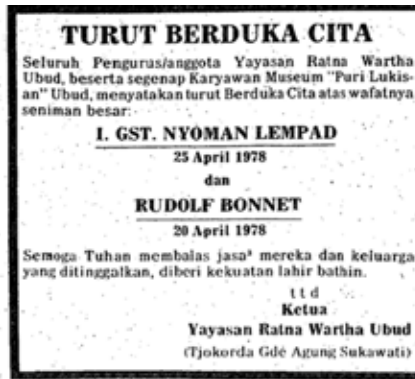 TURUT BERDUKA CITA
Seluruh Pengurus/anggota Yayasan Ratna Wartha
Ubud, beserta segenap Karyawan Museum "Puri Lukis-
an" Ubud, menyatakan turut Berduka Cita atas wafatnya
seniman besar:
I. GST. NYOMAN LEMPAD
25 April 1978
dan
RUDOLF BONNET
20 April 1978
Semoga Tuhan membalas jasa² mereka dan keluarga
yang ditinggalkan, diberi kekuatan lahir bathin.
t t d
Ketua
Yayasan Ratna Wartha Ubud
(Tjokorda Gdé Agung Sukawati)